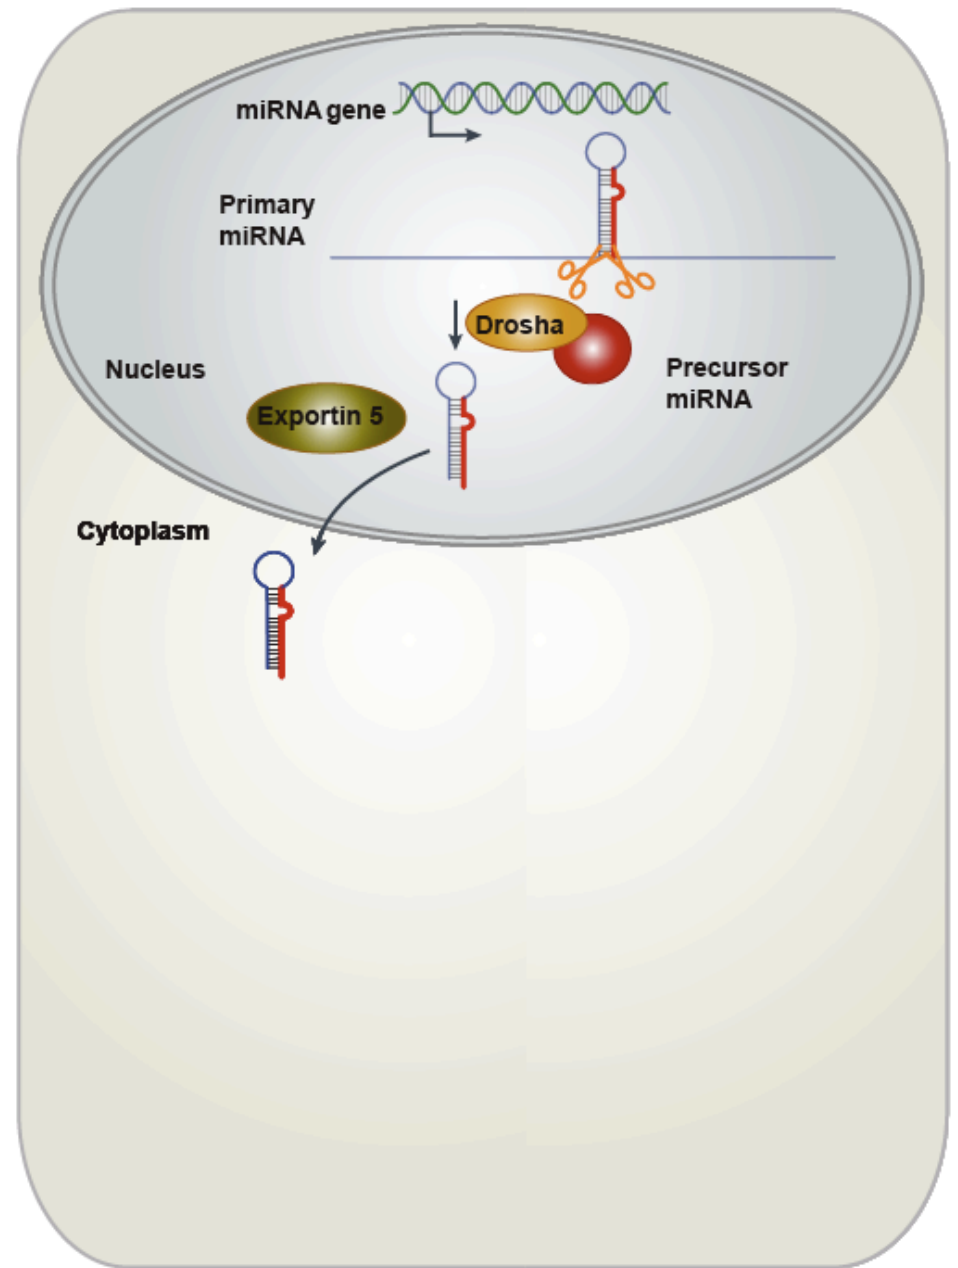 miRNA gene
Primary
miRNA
Drosha
Nucleus
Precursor
miRNA
Exportin 5
Cytoplasm